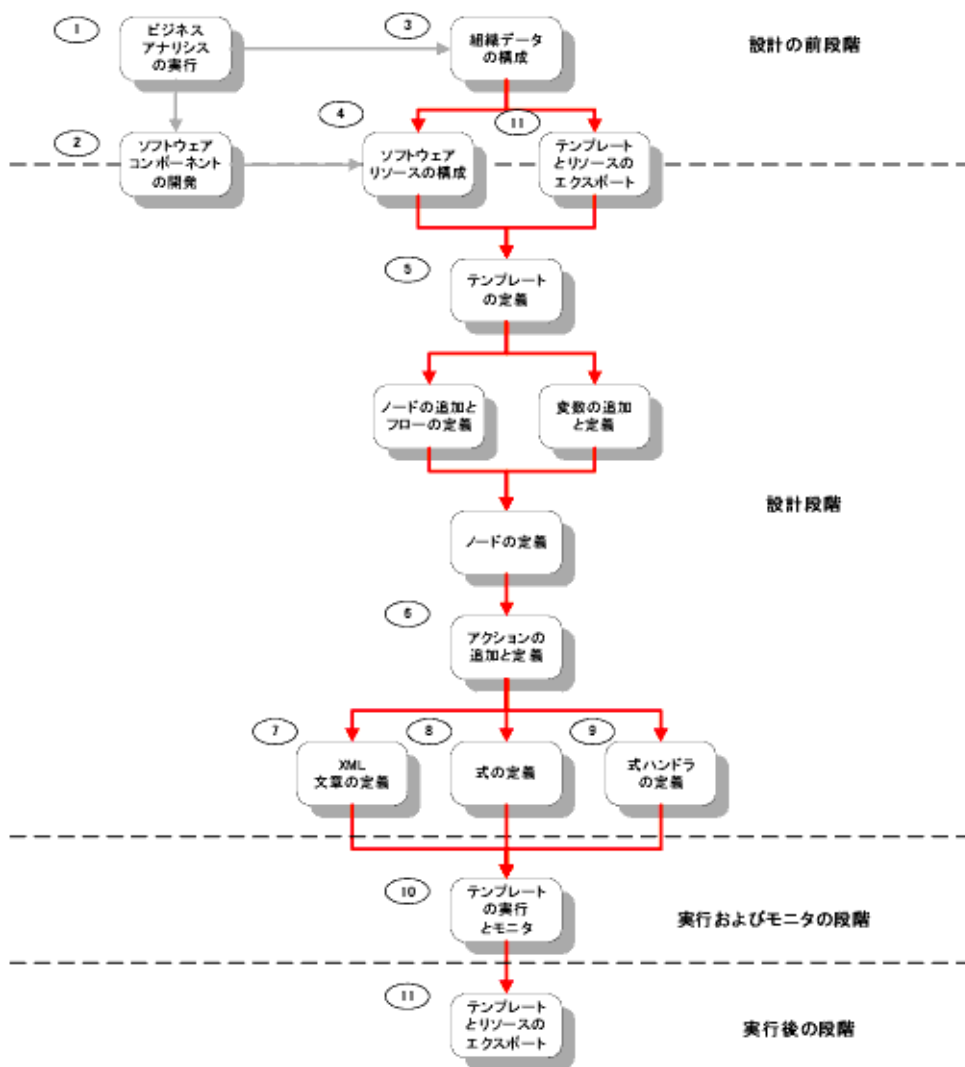 1
ビジネス
アナリシス
の実行
3
組織データ
の構成
設計の前段階
2
ソフトウェア
コンポーネント
の開発
4
ソフトウェア
リソースの構成
11
テンプレート
とリソースの
エクスポート
5
テンプレート
の定義
ノードの追加と
フローの定義
変数の追加
と定義
設計段階
ノードの定義
6
アクションの
追加と定義
7
XML
文章の定義
8
式の定義
9
式ハンドラ
の定義
10
テンプレート
の実行
とモニタ
実行およびモニタの段階
11
テンプレート
とリソースの
エクスポート
実行後の段階